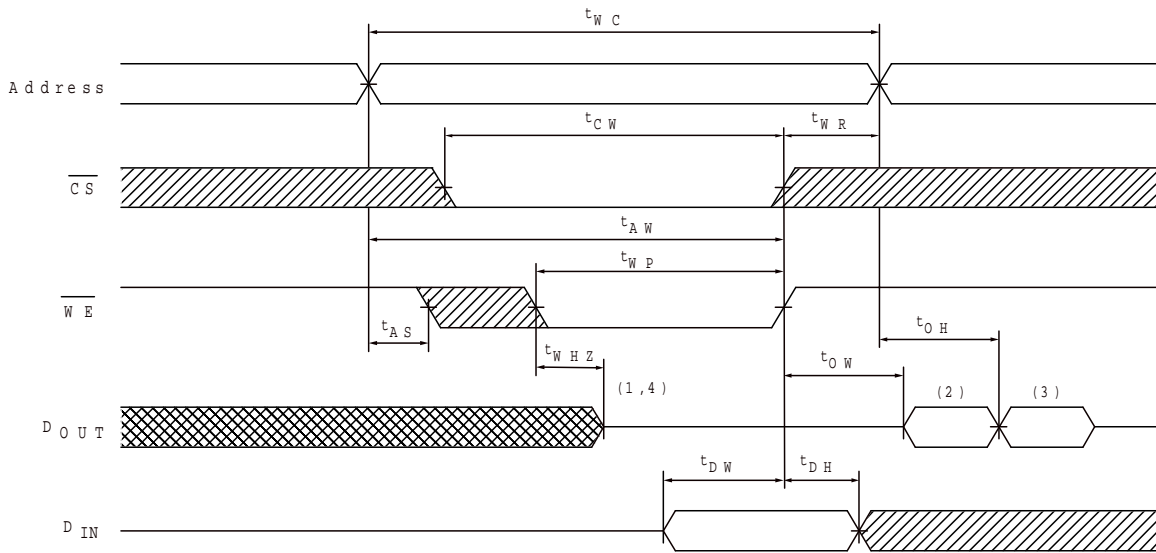 tWC
Address
tCW
tWR
CS
tAW
tWP
WE
tAS
tOH
tWHZ
tOW
(1,4)
(2)
(3)
DOUT
tDW
tDH
DIN